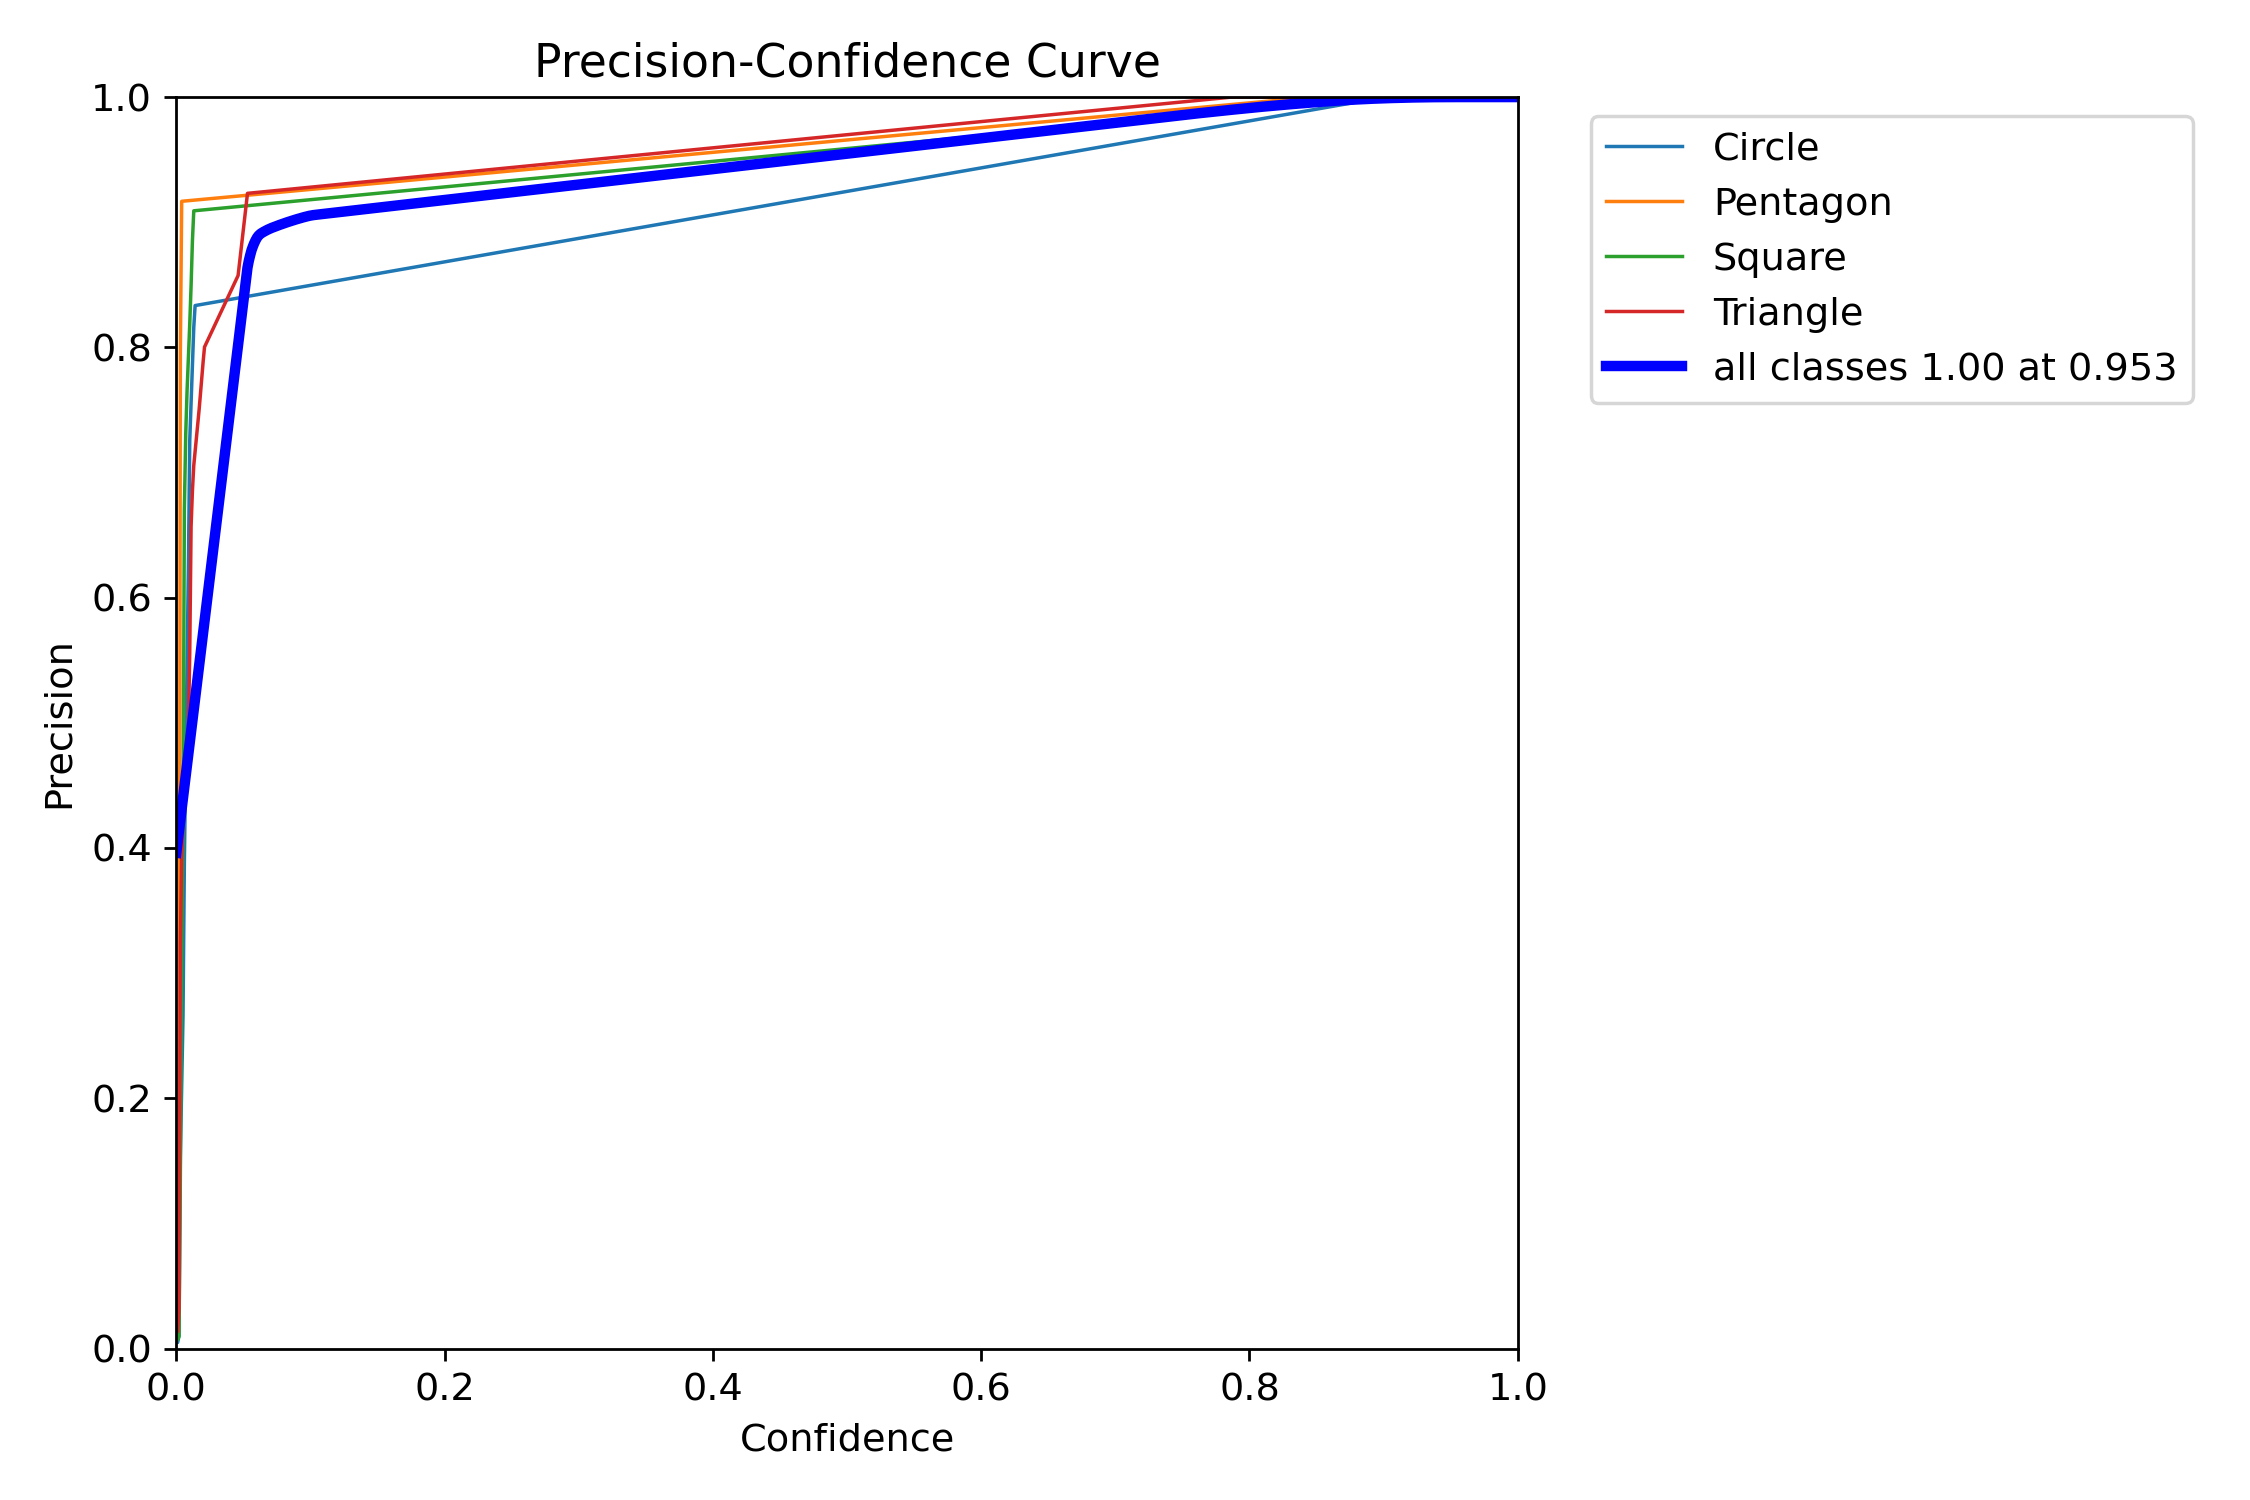 Precision-Confidence Curve
1.0
0.8
0.6
0.4
0.2
0.0
Precision
0.0 0.2 0.4 0.6 0.8 1.0
Confidence
Circle
Pentagon
Square
Triangle
all classes 1.00 at 0.953